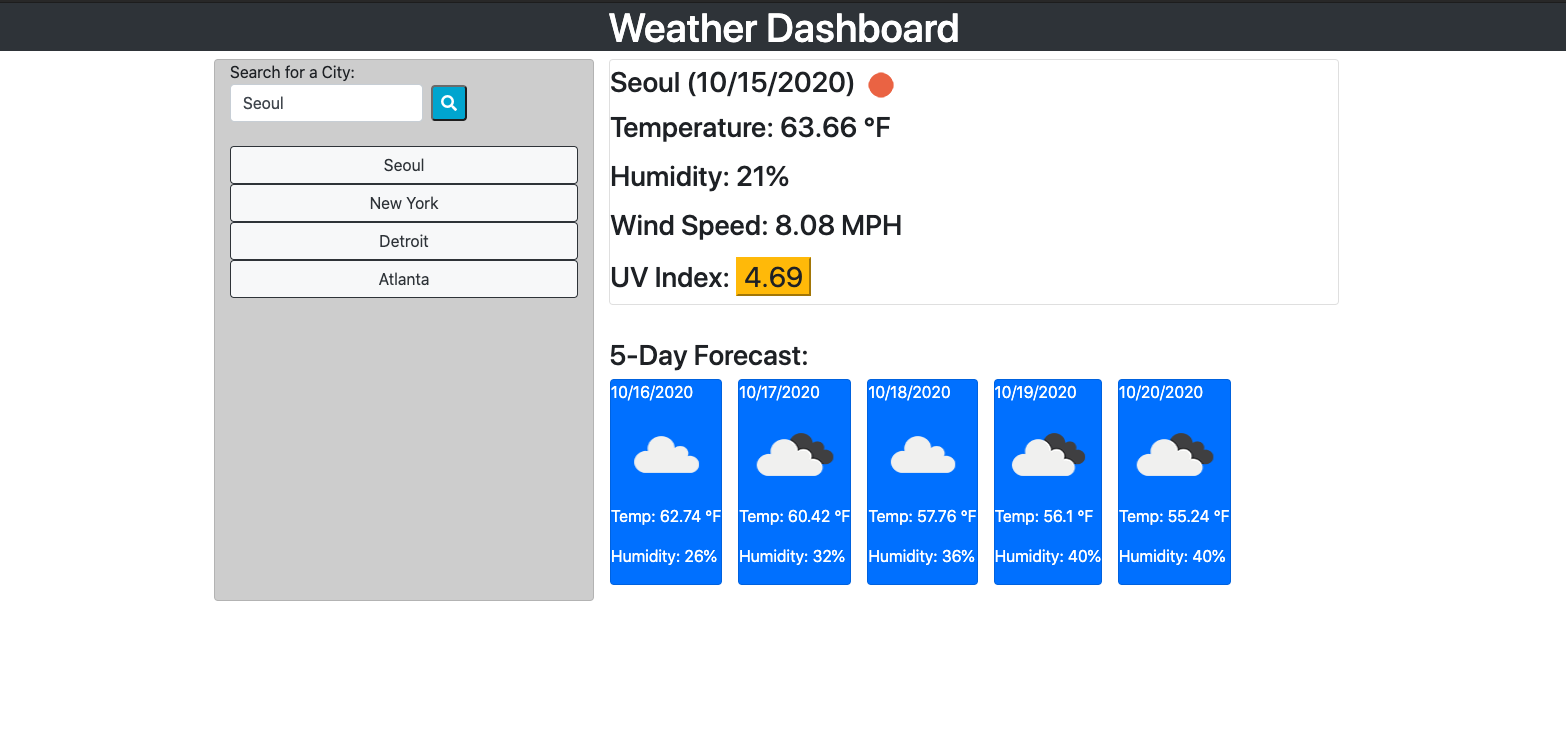 Weather Dashboard
Search for a City:
Seoul
Seoul
New York
Detroit
Atlanta
Seoul (10/15/2020)
Temperature: 63.66 °F
Humidity: 21%
Wind Speed: 8.08 MPH
UV Index: 4.69
5-Day Forecast:
10/16/2020
Temp: 62.74 °F
Humidity: 26%
10/17/2020
Temp: 60.42 °F
Humidity: 32%
10/18/2020
Temp: 57.76 °F
Humidity: 36%
10/19/2020
Temp: 56.1 °F
Humidity: 40%
10/20/2020
Temp: 55.24 °F
Humidity: 40%